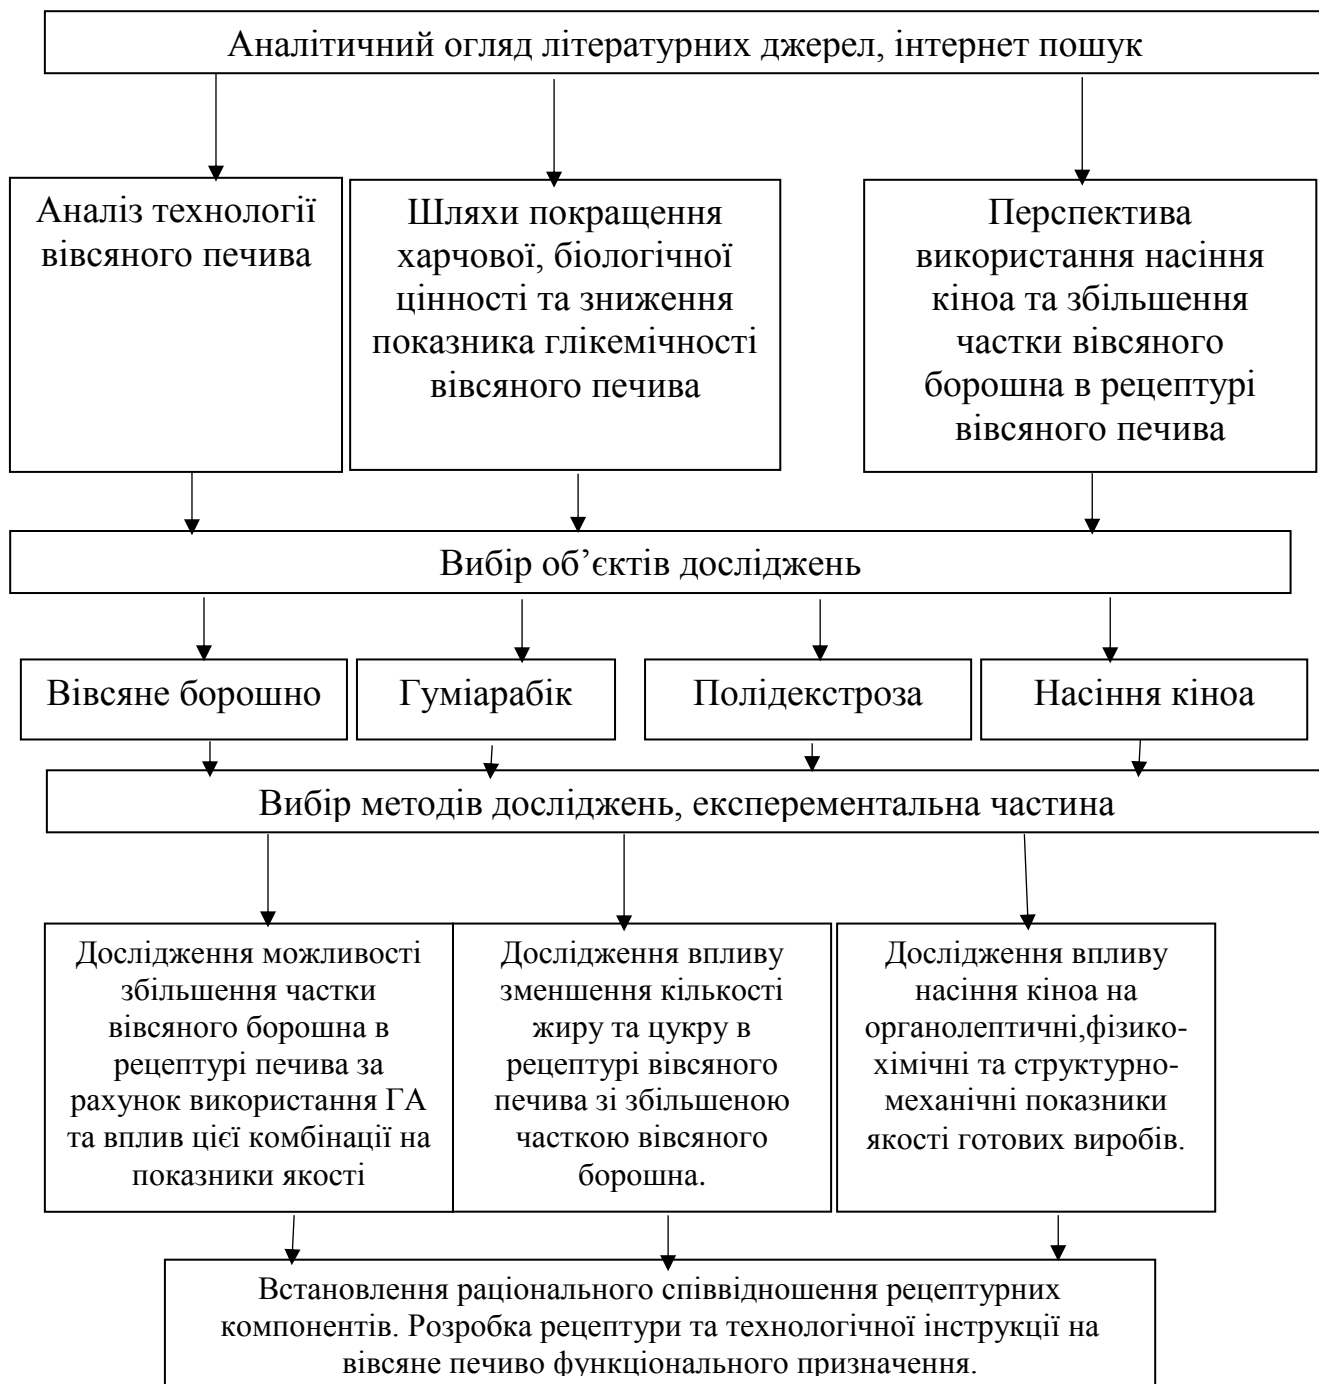 Аналітичний огляд літературних джерел, інтернет пошук
Аналіз технології
вівсяного печива
Шляхи покращення
харчової, біологічної
цінності та зниження
показника глікемічності
вівсяного печива
Перспектива
використання насіння
кіноа та збільшення
частки вівсяного
борошна в рецептурі
вівсяного печива
Вибір об’єктів досліджень
Вівсяне борошно
Гуміарабік
Полідекстроза
Насіння кіноа
Вибір методів досліджень, експерементальна частина
Дослідження можливості
збільшення частки
вівсяного борошна в
рецептурі печива за
рахунок використання ГА
та вплив цієї комбінації на
показники якості
Дослідження впливу
зменшення кількості
жиру та цукру в
рецептурі вівсяного
печива зі збільшеною
часткою вівсяного
борошна.
Дослідження впливу
насіння кіноа на
органолептичні,фізико-
хімічні та структурно-
механічні показники
якості готових виробів.
Встановлення раціонального співвідношення рецептурних
компонентів. Розробка рецептури та технологічної інструкції на
вівсяне печиво функціонального призначення.